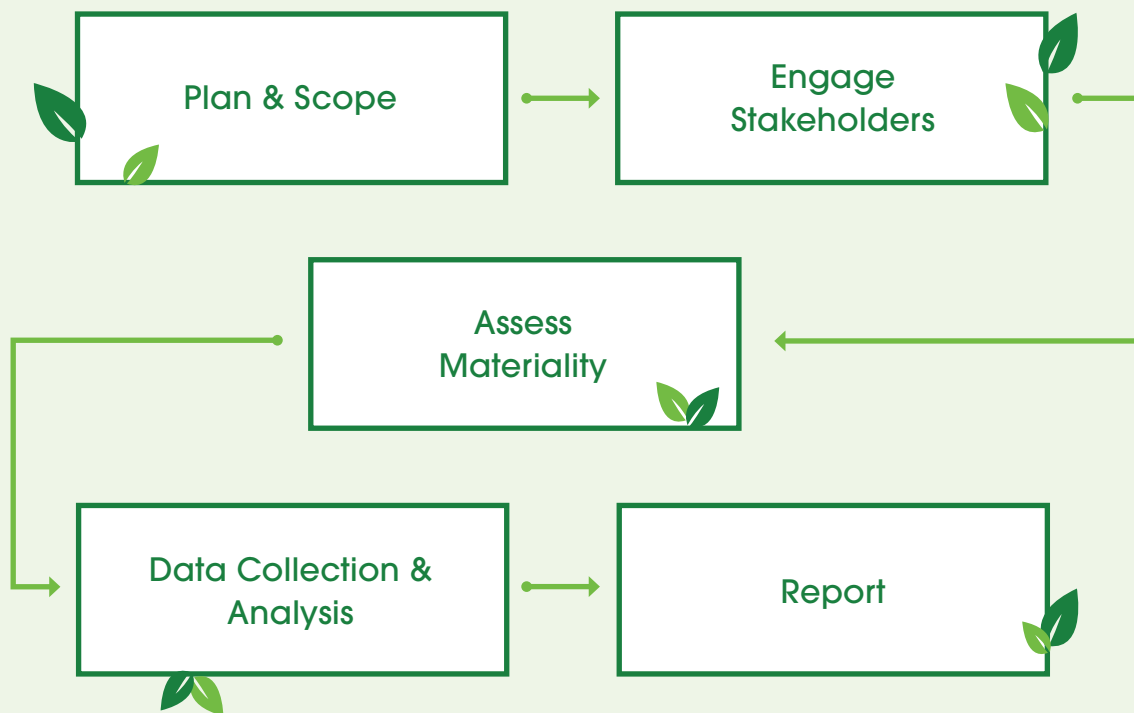 Plan & Scope
Engage
Stakeholders
Assess
Materiality
Data Collection &
Analysis
Report